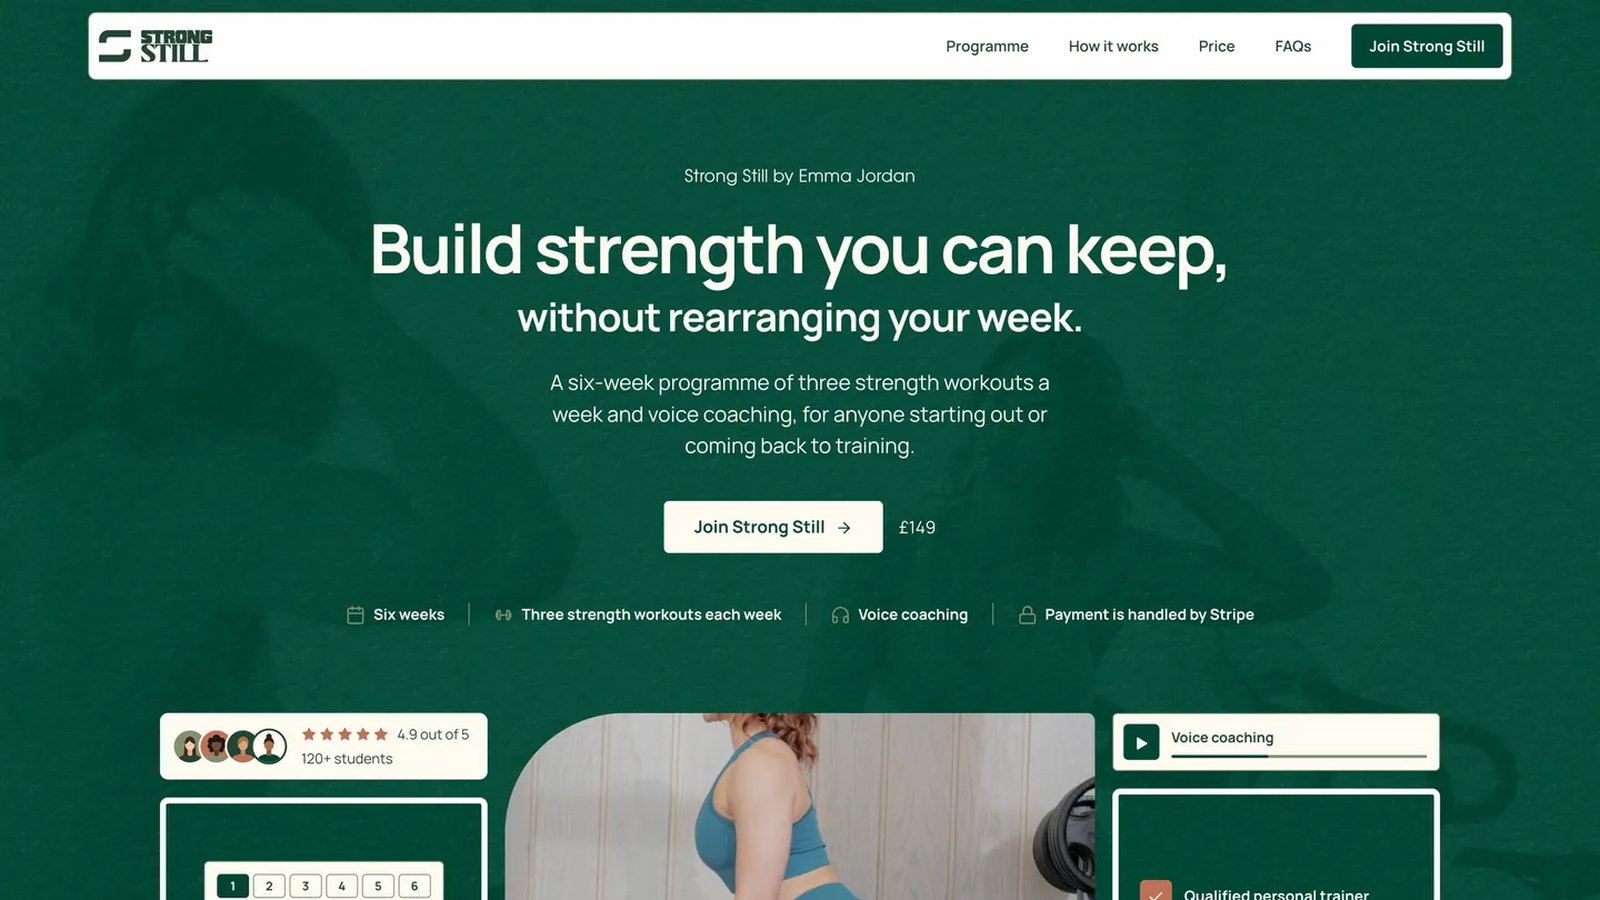 STRONG
STILL
Programme
How it works
Price
FAQs
Join Strong Still
Strong Still by Emma Jordan
Build strength you can keep,
without rearranging your week.
A six-week programme of three strength workouts a
week and voice coaching, for anyone starting out or
coming back to training.
Join Strong Still
£149
Six weeks
Three strength workouts each week
Voice coaching
Payment is handled by Stripe
4.9 out of 5
120+ students
Voice coaching
1 2 3 4 5 6
Qualified personal trainer